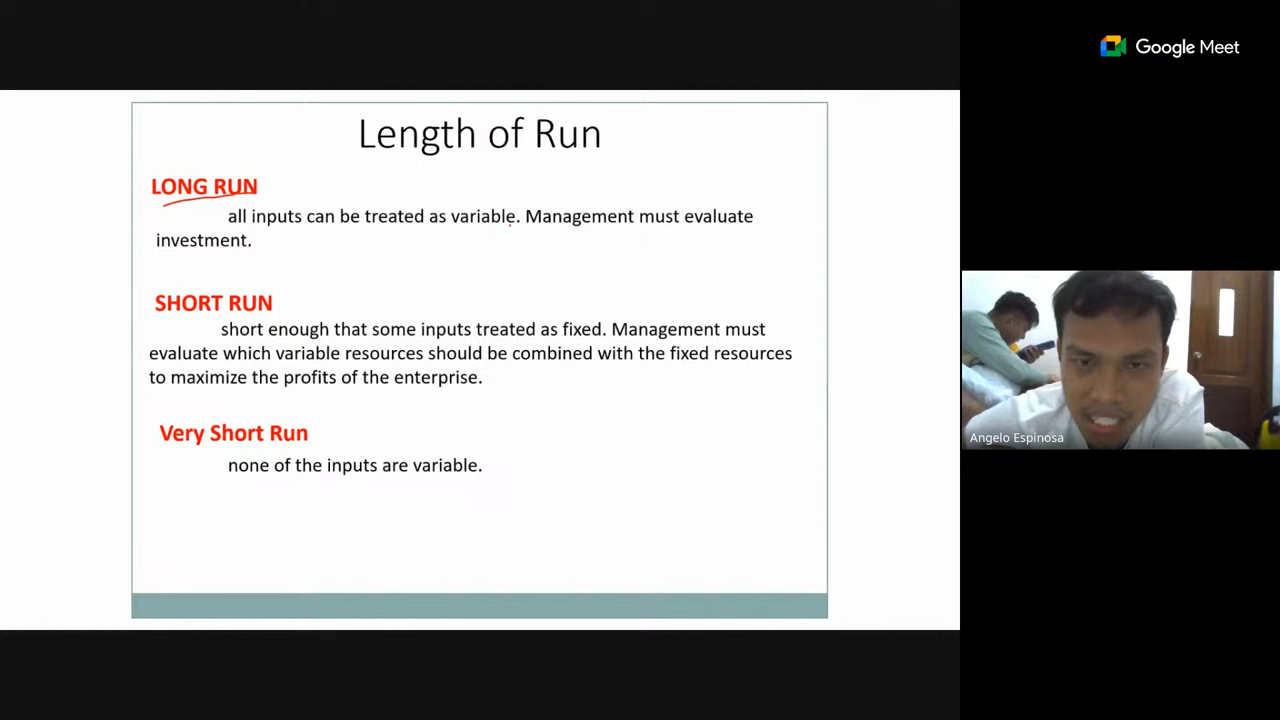 Google Meet
Length of Run
LONG RUN
all inputs can be treated as variable. Management must evaluate
investment.
SHORT RUN
short enough that some inputs treated as fixed. Management must
evaluate which variable resources should be combined with the fixed resources
to maximize the profits of the enterprise.
Very Short Run
none of the inputs are variable.
Angelo Espinosa